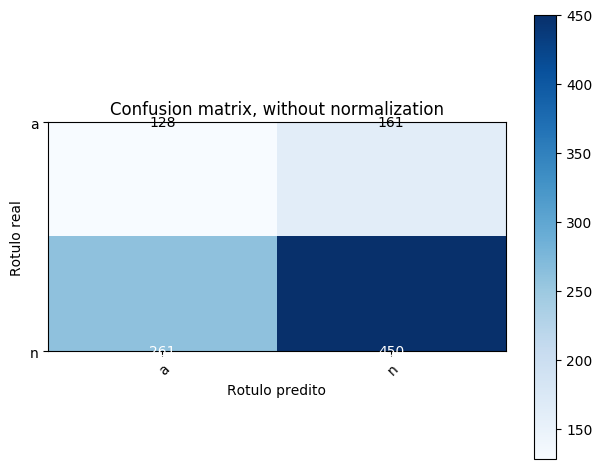 Confusion matrix, without normalization
a
128 161
Rotulo real
n
261 450
a n
Rotulo predito
450
400
350
300
250
200
150